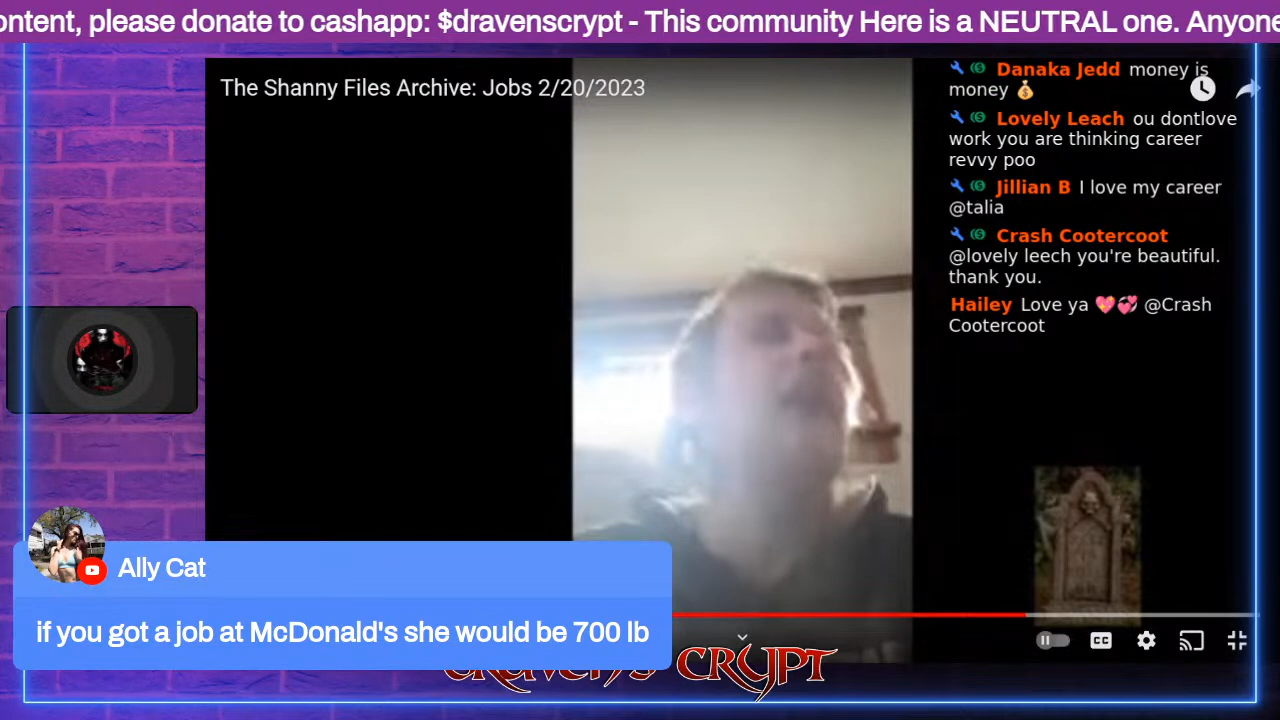 ontent, please donate to cashapp: $dravenscrypt - This community Here is a NEUTRAL one. Anyone
The Shanny Files Archive: Jobs 2/20/2023
Danaka Jedd money is
money 💰
Lovely Leach ou dontlove
work you are thinking career
revvy poo
Jillian B I love my career
@talia
Crash Cootercoot
@lovely leech you're beautiful.
thank you.
Hailey Love ya 💖💞 @Crash
Cootercoot
Ally Cat
if you got a job at McDonald's she would be 700 lb
CC
DRAVEN'S CRYPT